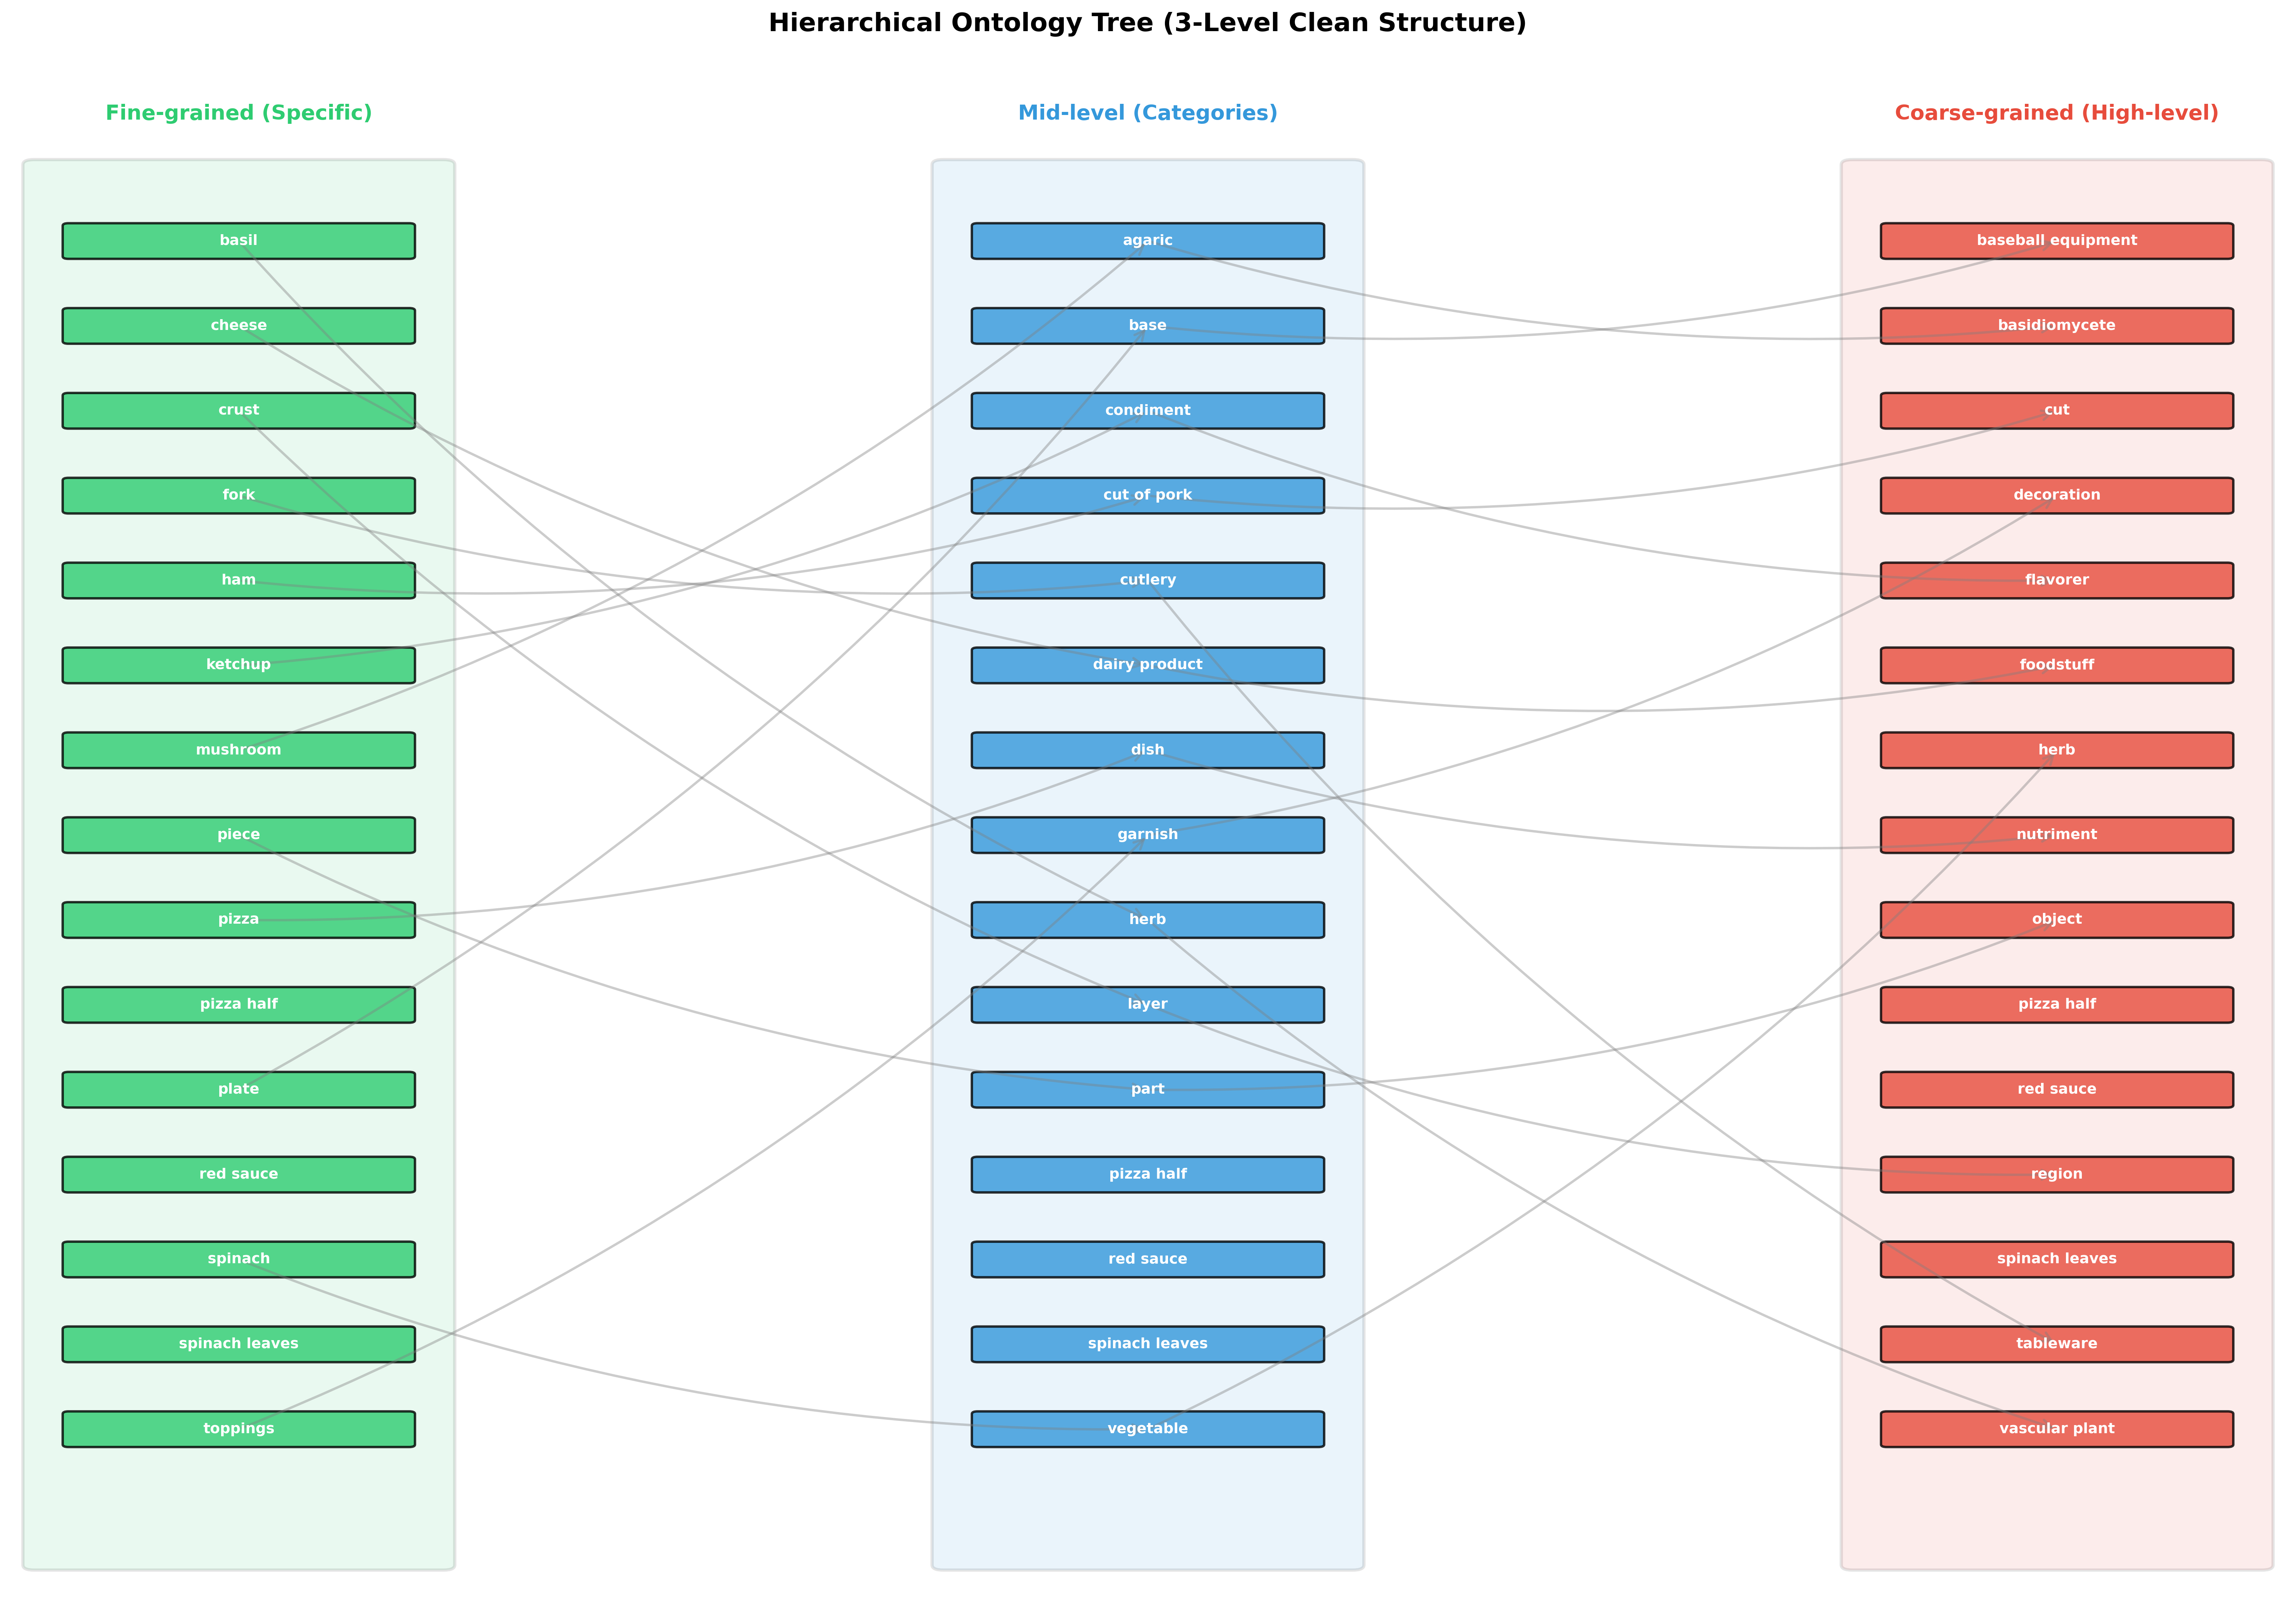 Hierarchical Ontology Tree (3-Level Clean Structure)
Fine-grained (Specific)
basil
cheese
crust
fork
ham
ketchup
mushroom
piece
pizza
pizza half
plate
red sauce
spinach
spinach leaves
toppings
Mid-level (Categories)
agaric
base
condiment
cut of pork
cutlery
dairy product
dish
garnish
herb
layer
part
pizza half
red sauce
spinach leaves
vegetable
Coarse-grained (High-level)
baseball equipment
basidiomycete
cut
decoration
flavorer
foodstuff
herb
nutriment
object
pizza half
red sauce
region
spinach leaves
tableware
vascular plant